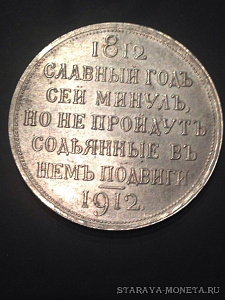 1812
СЛАВНЫЙ ГОДЪ
СЕЙ МИНУЛЪ,
НО НЕ ПРОЙДУТЪ
СОДѢЯННЫЕ ВЪ
НЕМЪ ПОДВИГИ
1912.
STARAYA-MONETA.RU